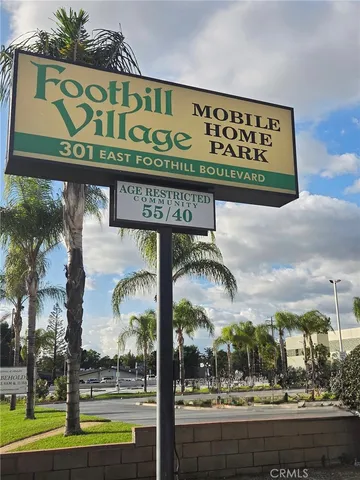 Foothill
Village
MOBILE
HOME
PARK
301 EAST FOOTHILL BOULEVARD
AGE RESTRICTED
COMMUNITY
55/40
CRMLS